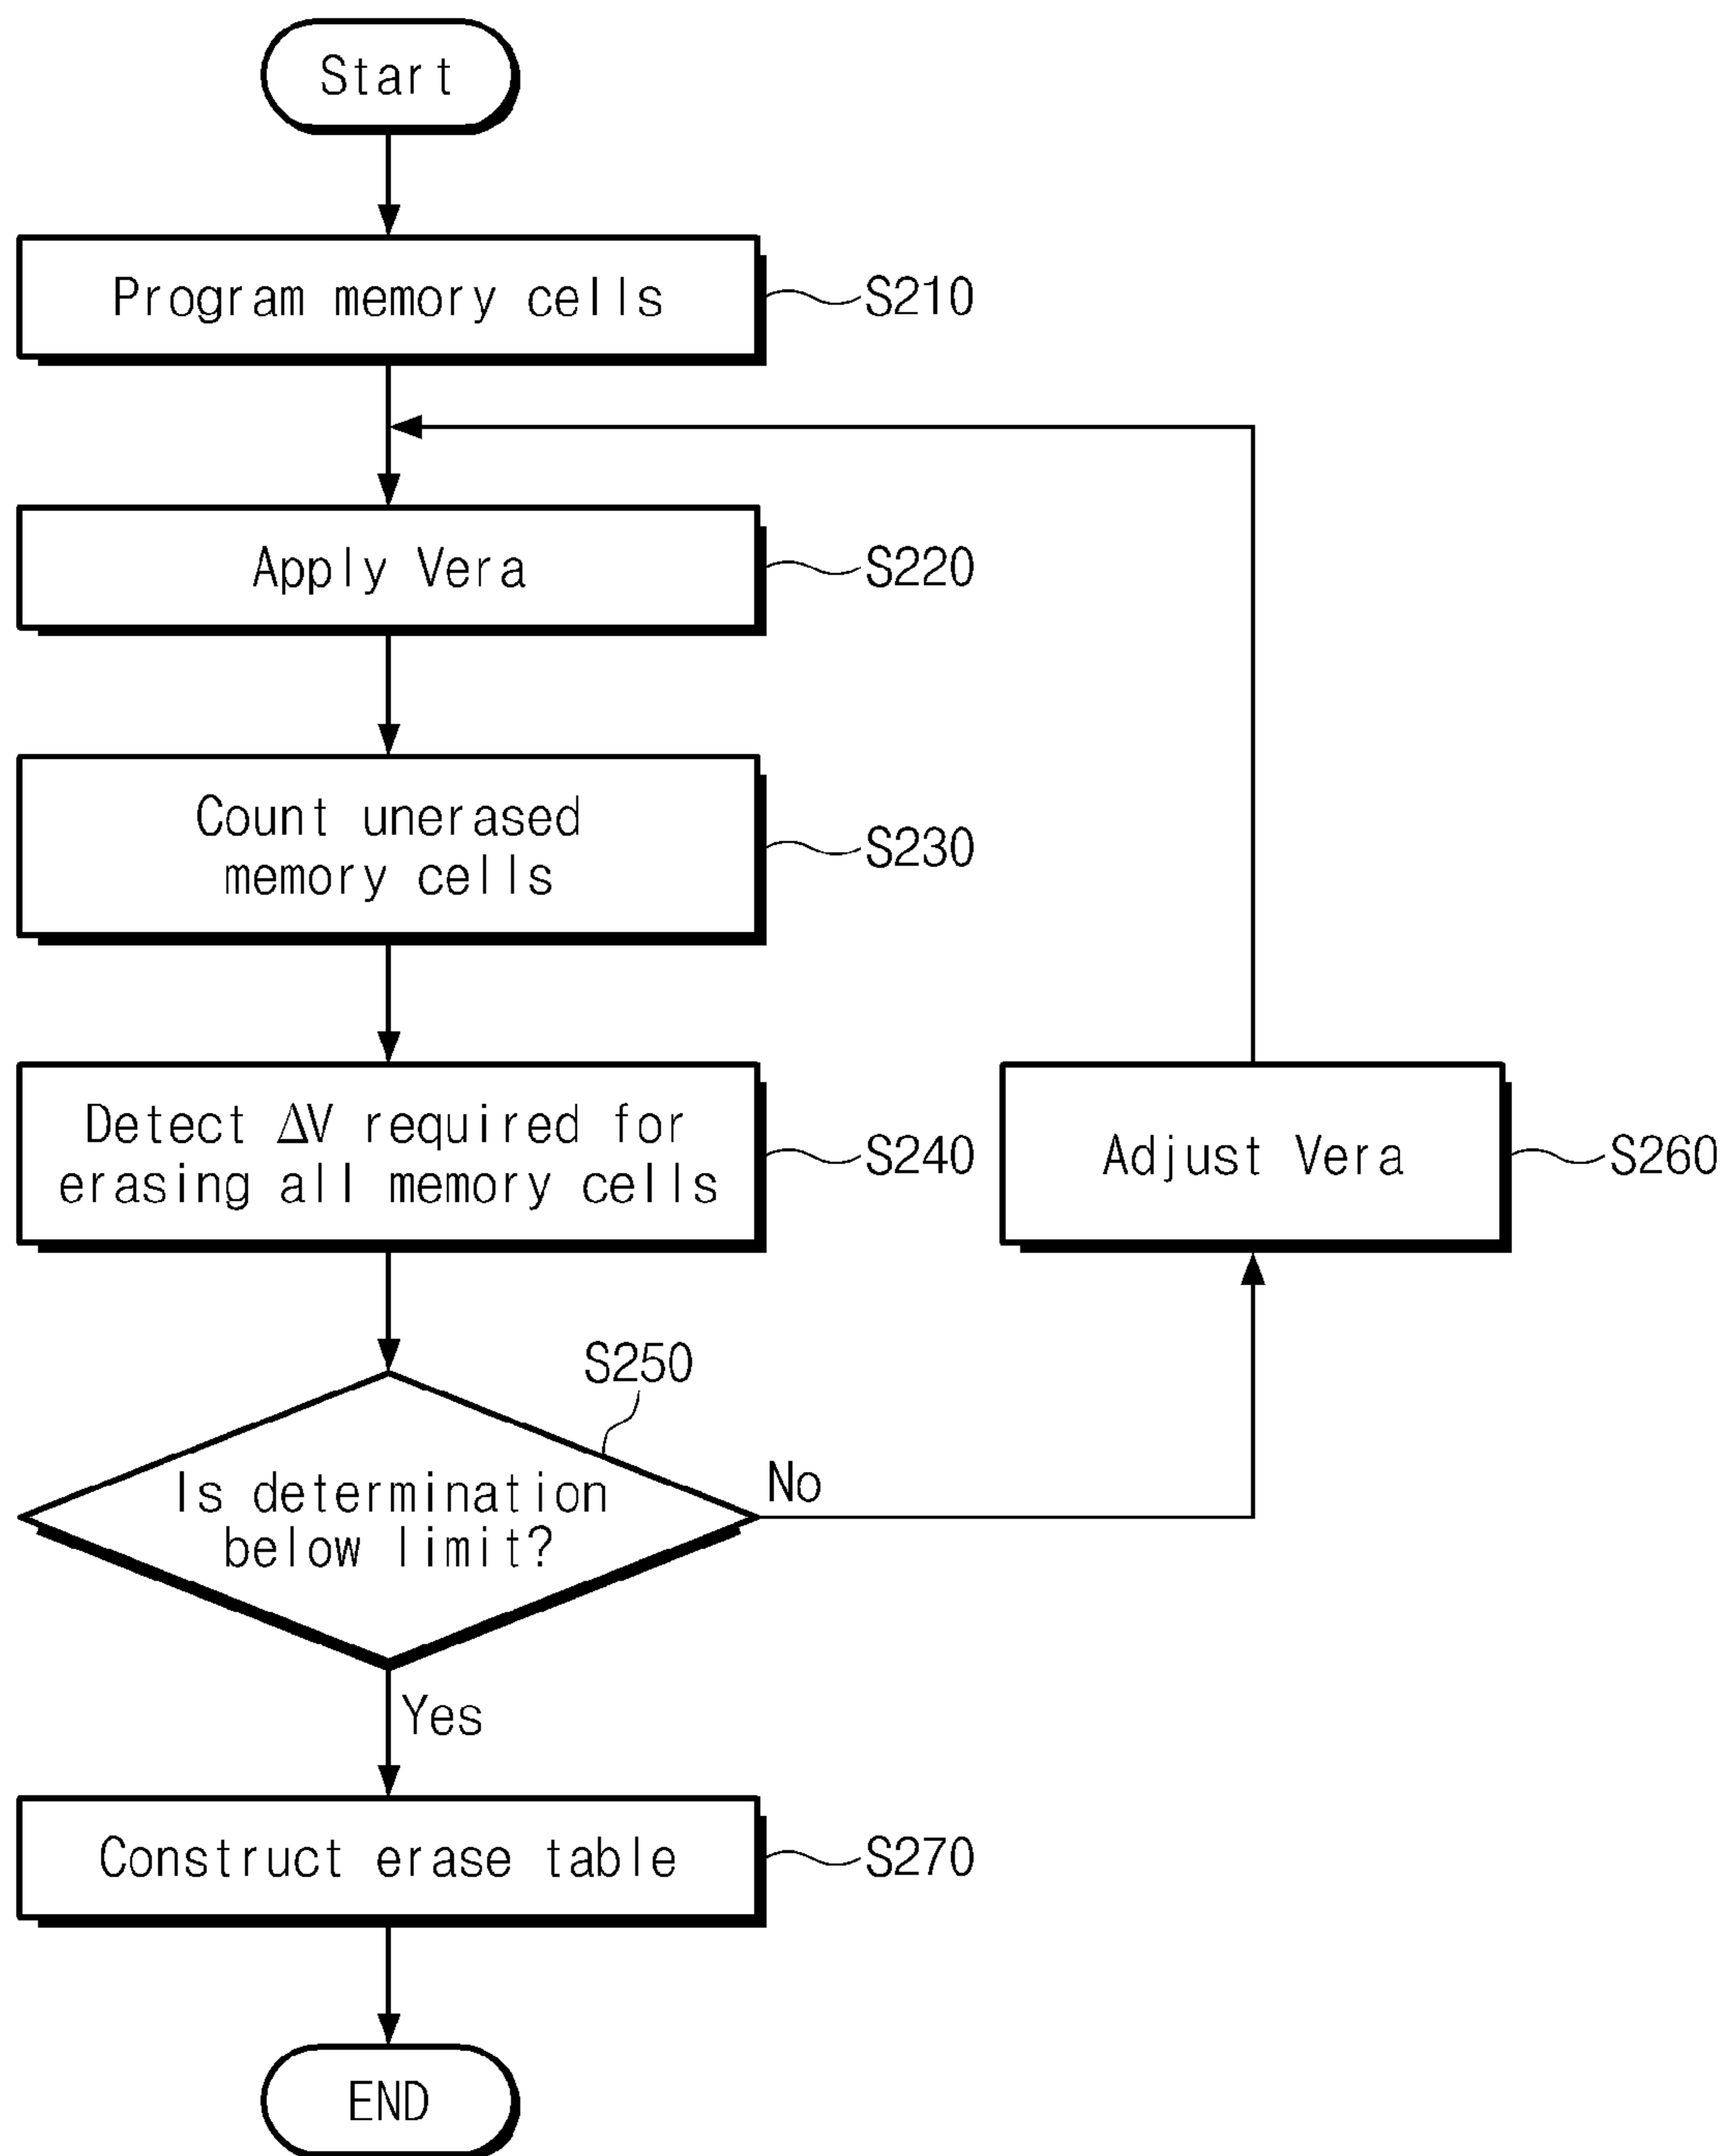 Start
Program memory cells
S210
Apply Vera
S220
Count unerased
memory cells
S230
Detect ΔV required for
erasing all memory cells
S240
Adjust Vera
S260
S250
Is determination
below limit?
No
Yes
Construct erase table
S270
END